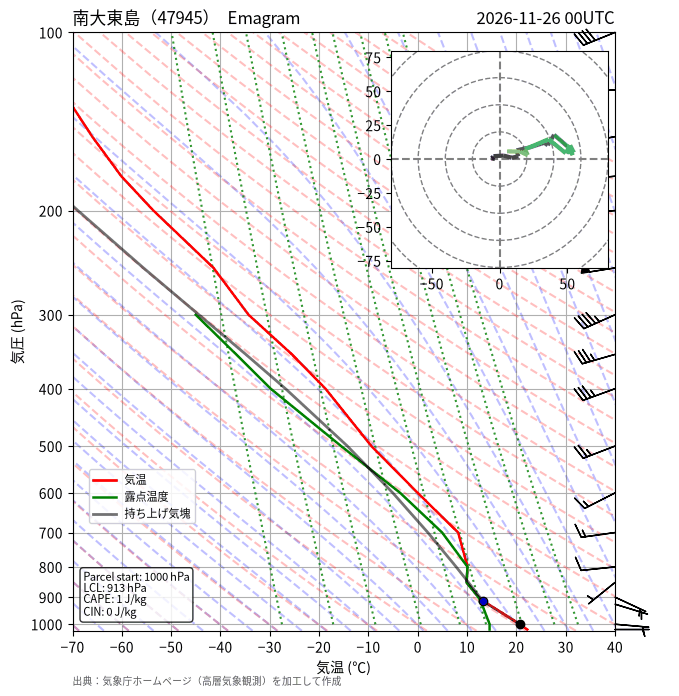 南大東島（47945） Emagram
2026-11-26 00UTC
100
200
300
400
500
600
700
800
900
1000
気圧 (hPa)
75
50
25
0
−25
−50
−75
−50
0
50
気温
露点温度
持ち上げ気塊
Parcel start: 1000 hPa
LCL: 913 hPa
CAPE: 1 J/kg
CIN: 0 J/kg
−70
−60
−50
−40
−30
−20
−10
0
10
20
30
40
気温 (°C)
出典：気象庁ホームページ（高層気象観測）を加工して作成